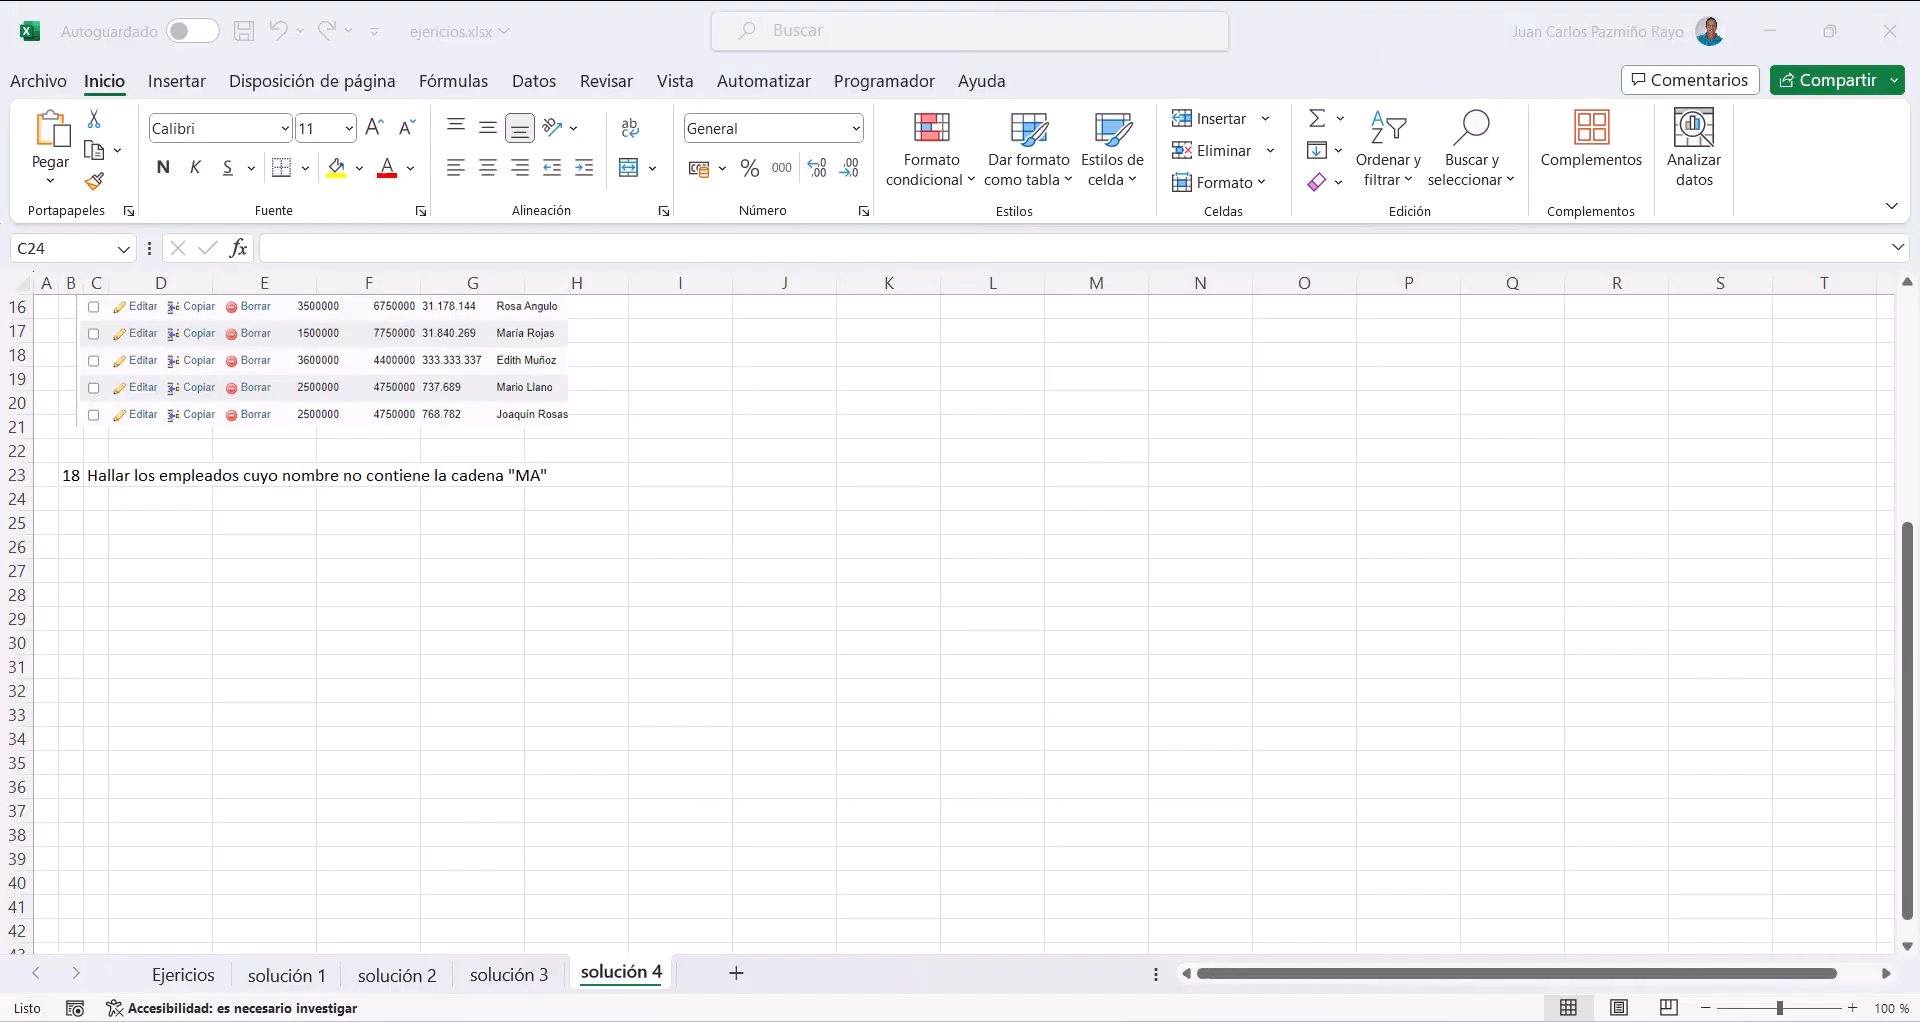 Autoguardado ejericios.xlsx Buscar Juan Carlos Pazmiño Rayo
Archivo Inicio Insertar Disposición de página Fórmulas Datos Revisar Vista Automatizar Programador Ayuda Comentarios Compartir
Pegar Calibri 11 General Formato condicional Dar formato como tabla Estilos de celda Insertar Eliminar Formato Ordenar y filtrar Buscar y seleccionar Complementos Analizar datos
N K S % 000
Portapapeles Fuente Alineación Número Estilos Celdas Edición Complementos
C24 fx
A B C D E F G H I J K L M N O P Q R S T
16 Editar Copiar Borrar 3500000 6750000 31.178.144 Rosa Angulo
17 Editar Copiar Borrar 1500000 7750000 31.840.269 María Rojas
18 Editar Copiar Borrar 3600000 4400000 333.333.337 Edith Muñoz
19 Editar Copiar Borrar 2500000 4750000 737.689 Mario Llano
20 Editar Copiar Borrar 2500000 4750000 768.782 Joaquín Rosas
21
22
23 18 Hallar los empleados cuyo nombre no contiene la cadena "MA"
24
25
26
27
28
29
30
31
32
33
34
35
36
37
38
39
40
41
42
Ejericios solución 1 solución 2 solución 3 solución 4
Listo Accesibilidad: es necesario investigar 100 %